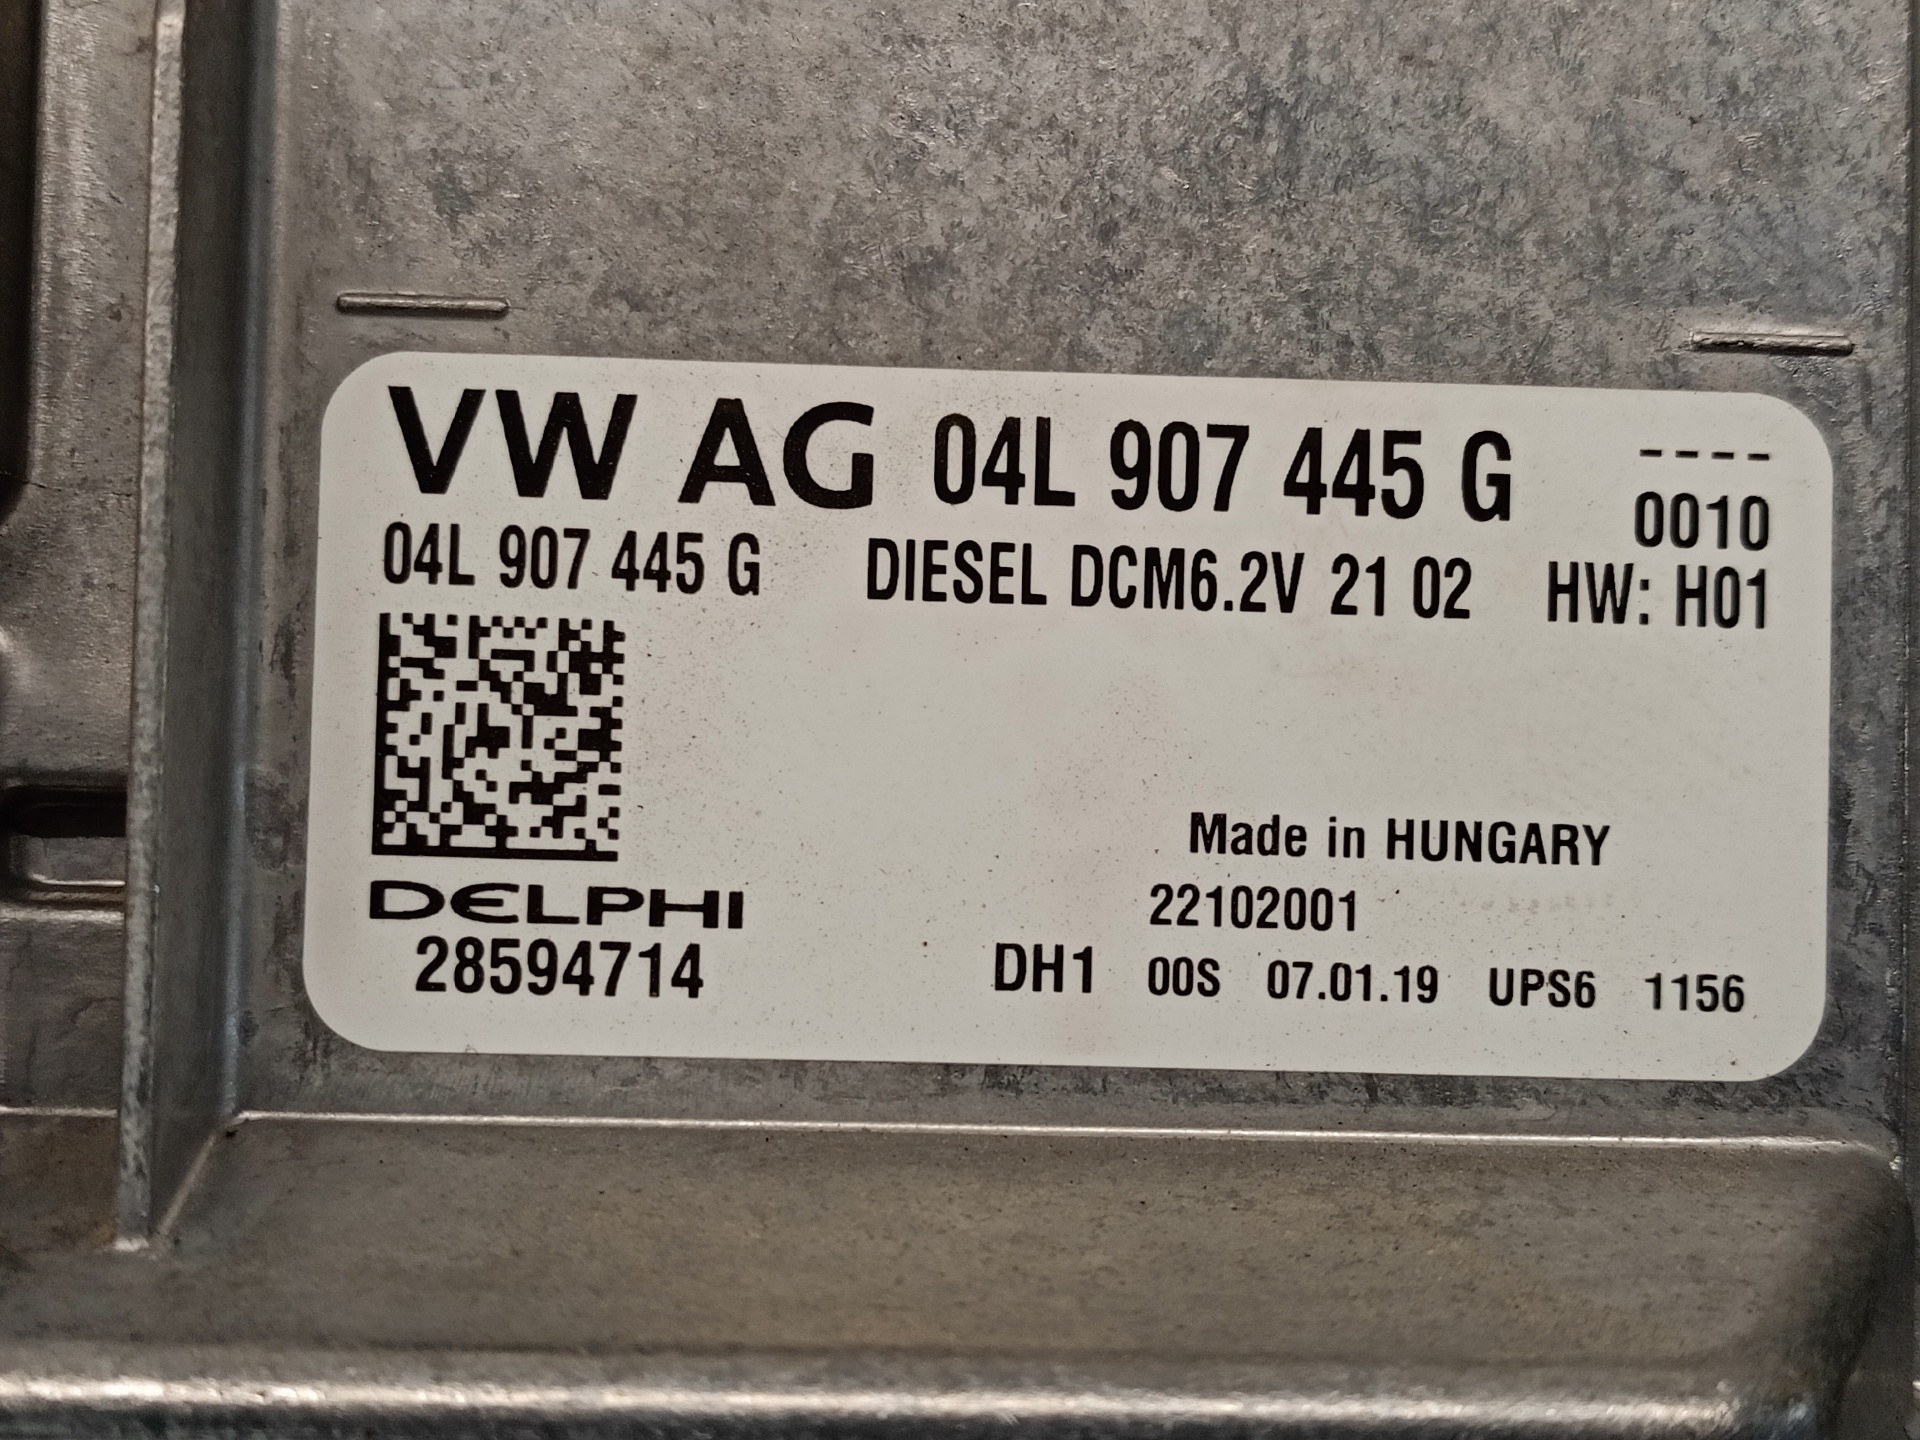 VW AG 04L 907 445 G ----
0010
04L 907 445 G DIESEL DCM6.2V 21 02 HW: H01
Made in HUNGARY
DELPHI 22102001
28594714 DH1 00S 07.01.19 UPS6 1156